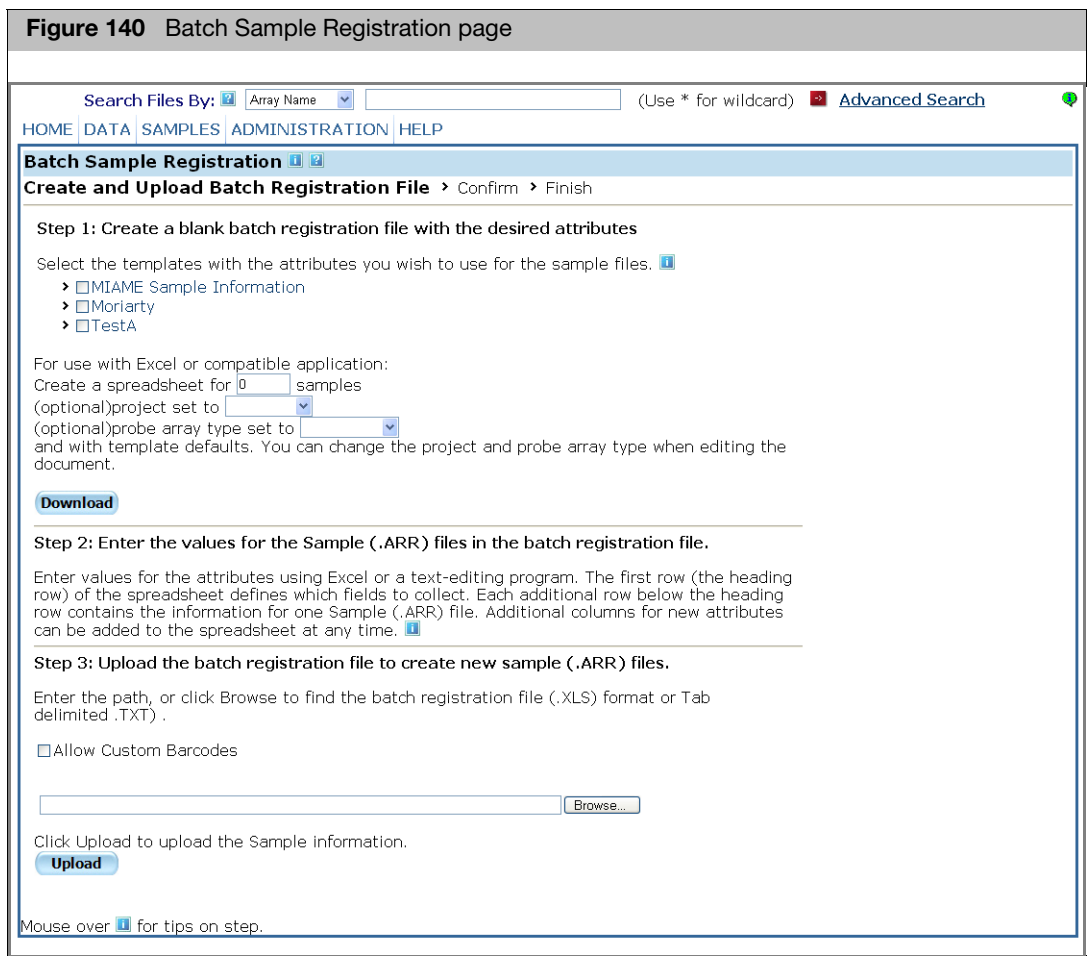 Figure 140 Batch Sample Registration page
Search Files By: ? Array Name (Use * for wildcard) Advanced Search
HOME DATA SAMPLES ADMINISTRATION HELP
Batch Sample Registration i ?
Create and Upload Batch Registration File > Confirm > Finish
Step 1: Create a blank batch registration file with the desired attributes
Select the templates with the attributes you wish to use for the sample files. i
> MIAME Sample Information
> Moriarty
> TestA
For use with Excel or compatible application:
Create a spreadsheet for 0 samples
(optional)project set to
(optional)probe array type set to
and with template defaults. You can change the project and probe array type when editing the
document.
Download
Step 2: Enter the values for the Sample (.ARR) files in the batch registration file.
Enter values for the attributes using Excel or a text-editing program. The first row (the heading
row) of the spreadsheet defines which fields to collect. Each additional row below the heading
row contains the information for one Sample (.ARR) file. Additional columns for new attributes
can be added to the spreadsheet at any time. i
Step 3: Upload the batch registration file to create new sample (.ARR) files.
Enter the path, or click Browse to find the batch registration file (.XLS) format or Tab
delimited .TXT) .
Allow Custom Barcodes
Browse...
Click Upload to upload the Sample information.
Upload
Mouse over i for tips on step.